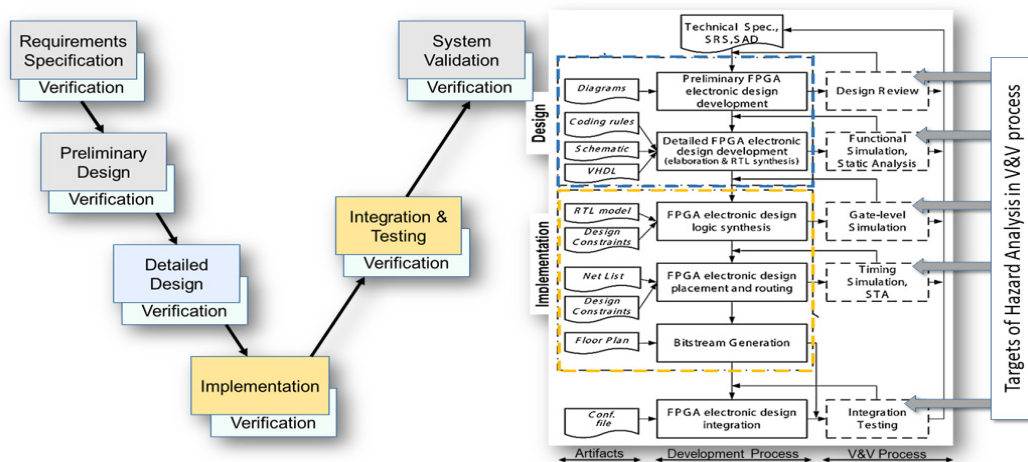 Requirements
Specification
Verification
Preliminary
Design
Verification
Detailed
Design
Verification
Implementation
Verification
Integration &
Testing
Verification
System
Validation
Verification
Technical Spec.,
SRS,SAD
Design
Diagrams
Preliminary FPGA
electronic design
development
Design Review
Coding rules
Schematic
VHDL
Detailed FPGA electronic
design development
(elaboration & RTL synthesis)
Functional
Simulation,
Static Analysis
Implementation
RTL model
Design
Constraints
FPGA electronic design
logic synthesis
Gate-level
Simulation
Net List
Design
Constraints
FPGA electronic design
placement and routing
Timing
Simulation,
STA
Floor Plan
Bitstream Generation
Conf.
file
FPGA electronic design
integration
Integration
Testing
Artifacts
Development Process
V&V Process
Targets of Hazard Analysis in V&V process